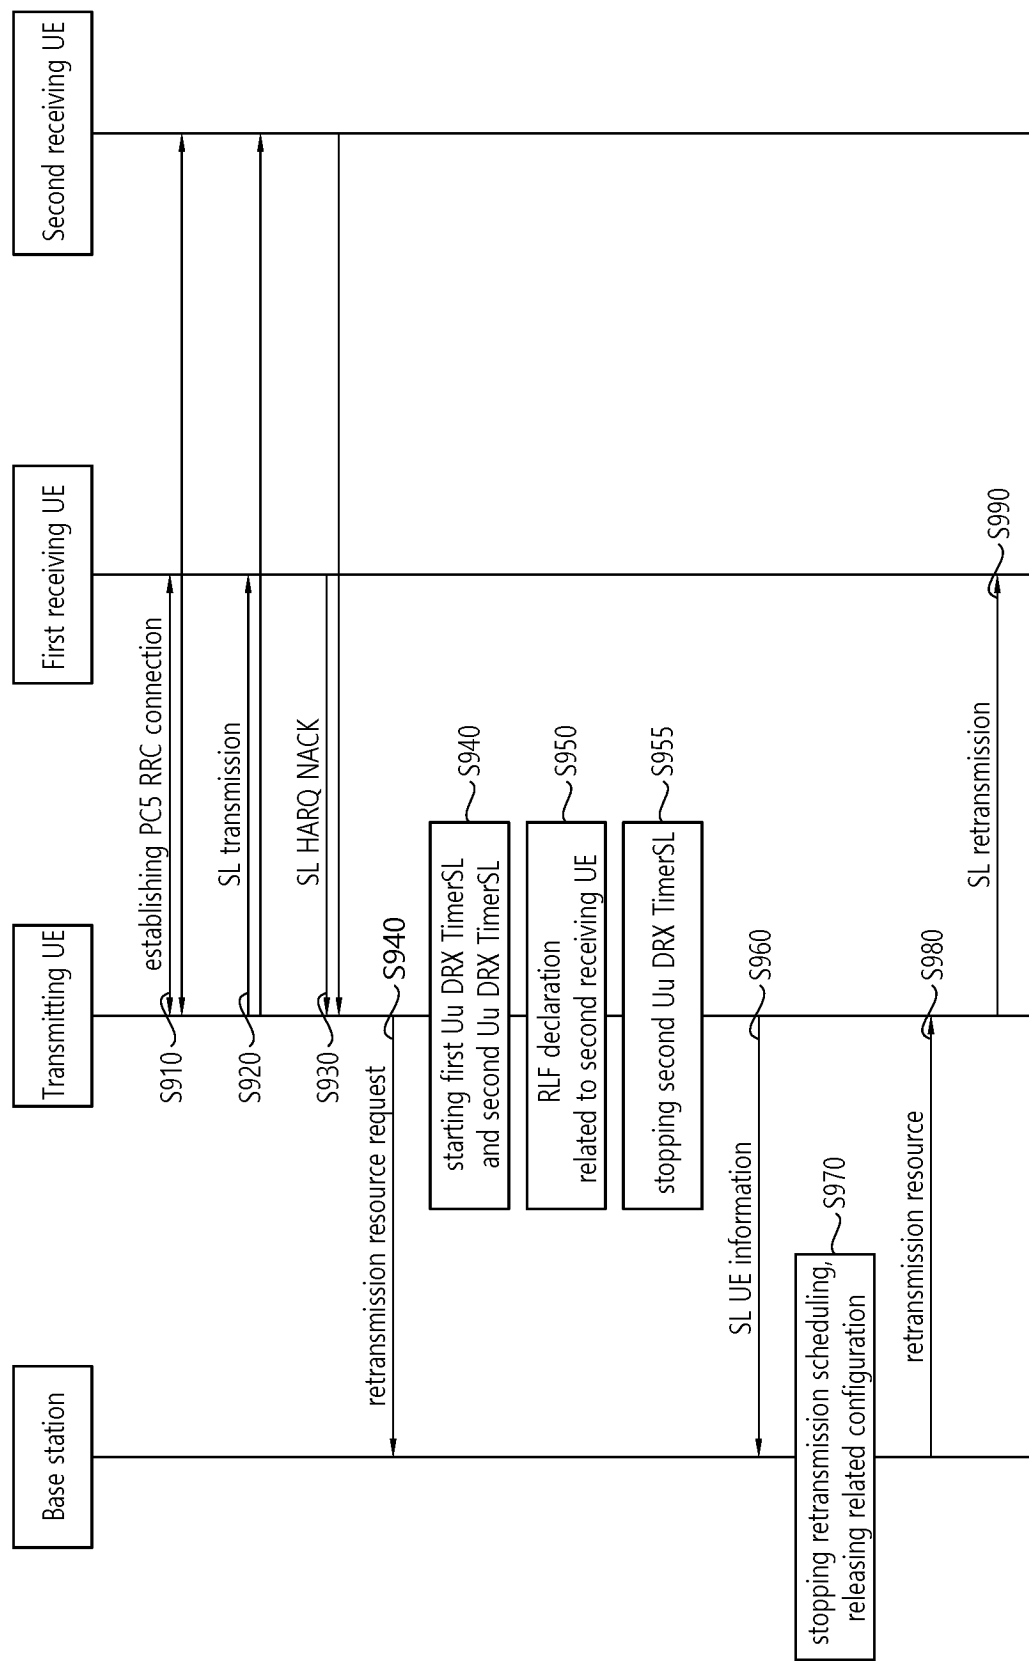 Base station
Transmitting UE
First receiving UE
Second receiving UE
establishing PC5 RRC connection
S910
SL transmission
S920
SL HARQ NACK
S930
retransmission resource request
S940
starting first Uu DRX TimerSL
and second Uu DRX TimerSL
S940
RLF declaration
related to second receiving UE
S950
stopping second Uu DRX TimerSL
S955
SL UE information
S960
stopping retransmission scheduling,
releasing related configuration
S970
retransmission resource
S980
SL retransmission
S990